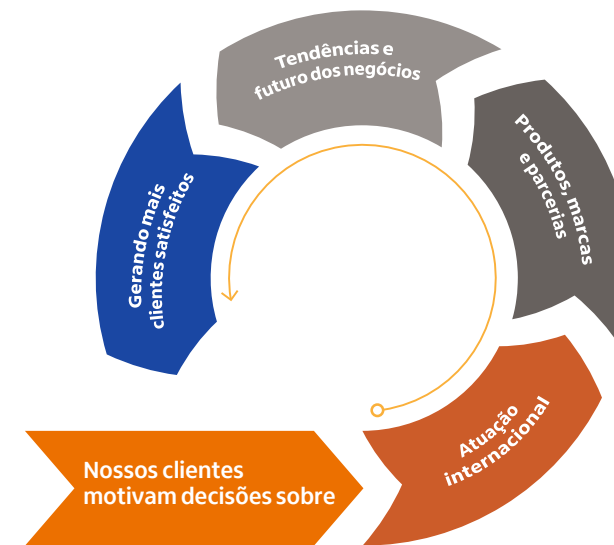 Nossos clientes
motivam decisões sobre
Atuação
internacional
Produtos, marcas
e parcerias
Tendências e
futuro dos negócios
Gerando mais
clientes satisfeitos